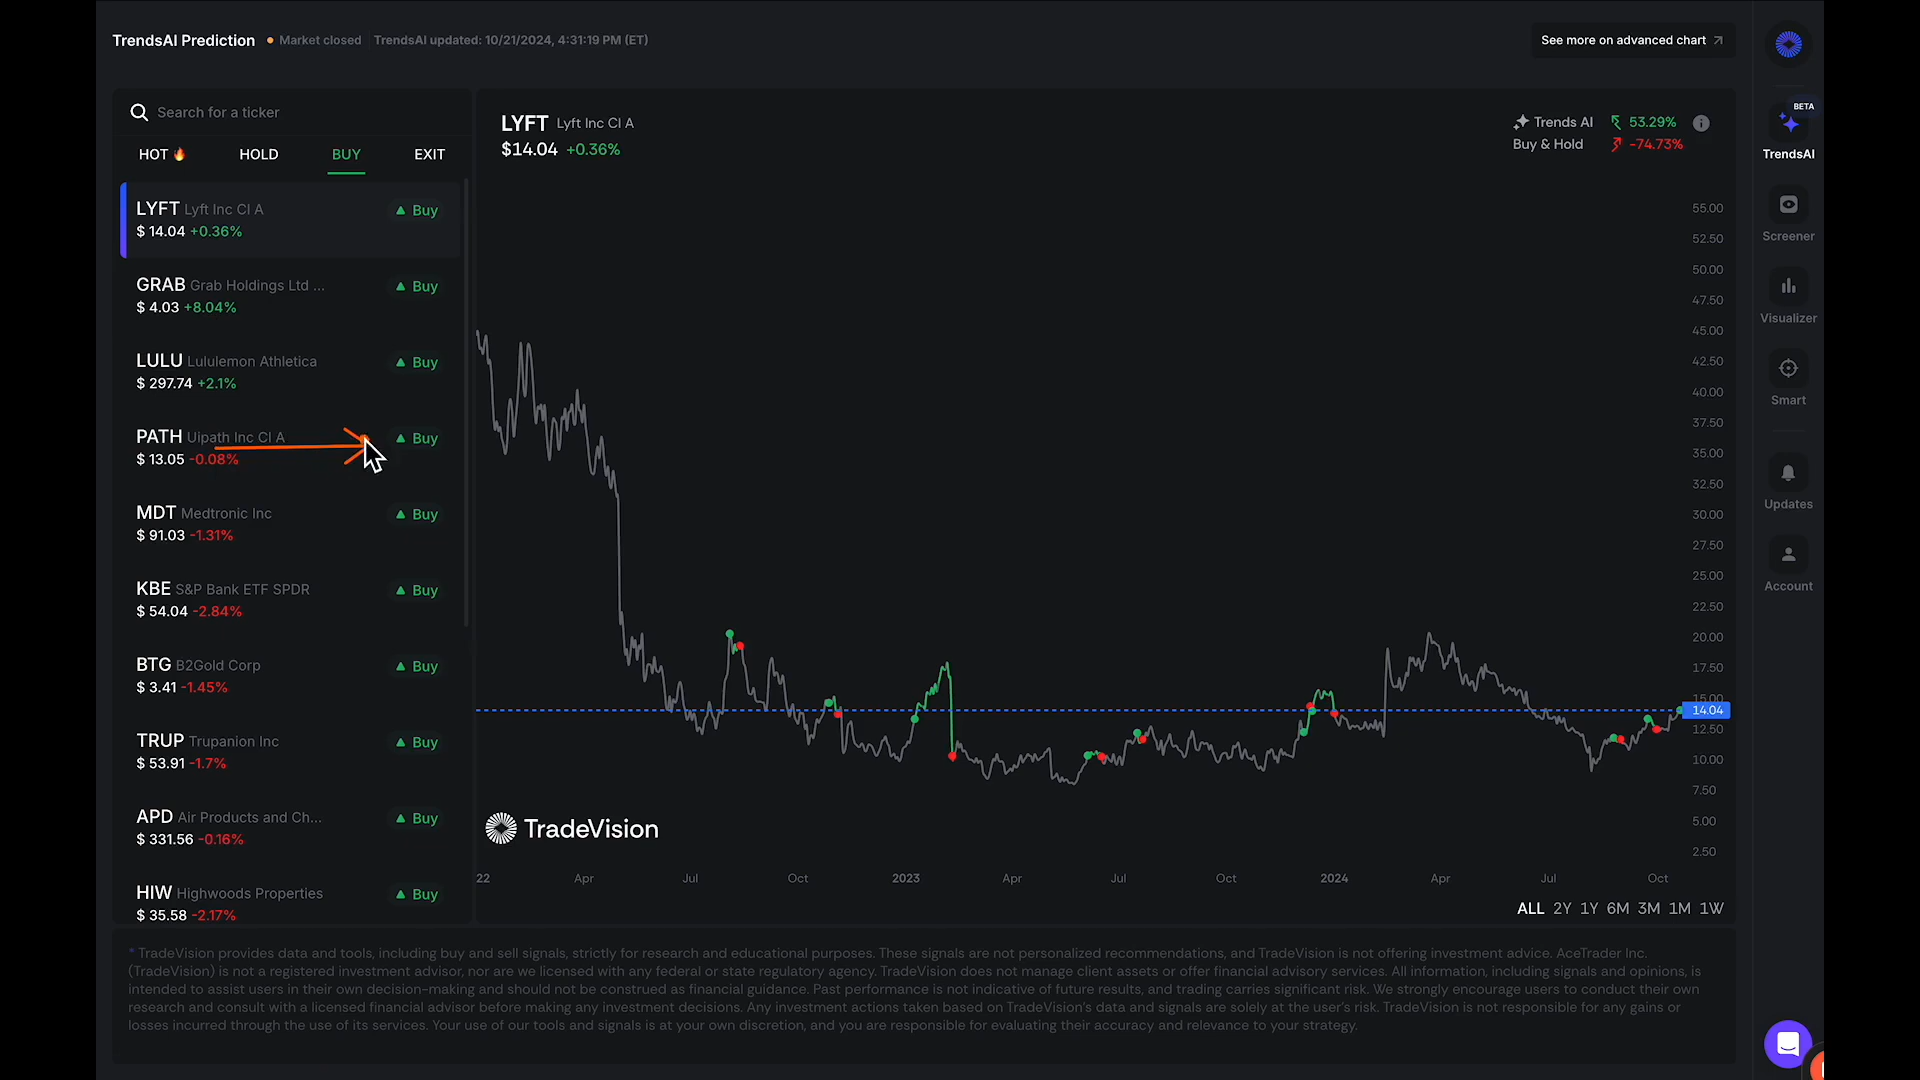 TrendsAI Prediction
Market closed
TrendsAI updated: 10/21/2024, 4:31:19 PM (ET)
See more on advanced chart
Search for a ticker
HOT HOLD BUY EXIT
LYFT Lyft Inc Cl A
Buy
$ 14.04 +0.36%
GRAB Grab Holdings Ltd ...
Buy
$ 4.03 +8.04%
LULU Lululemon Athletica
Buy
$ 297.74 +2.1%
PATH Uipath Inc Cl A
Buy
$ 13.05 -0.08%
MDT Medtronic Inc
Buy
$ 91.03 -1.31%
KBE S&P Bank ETF SPDR
Buy
$ 54.04 -2.84%
BTG B2Gold Corp
Buy
$ 3.41 -1.45%
TRUP Trupanion Inc
Buy
$ 53.91 -1.7%
APD Air Products and Ch...
Buy
$ 331.56 -0.16%
HIW Highwoods Properties
Buy
$ 35.58 -2.17%
LYFT Lyft Inc Cl A
$14.04 +0.36%
Trends AI 53.29%
Buy & Hold -74.73%
55.00
52.50
50.00
47.50
45.00
42.50
40.00
37.50
35.00
32.50
30.00
27.50
25.00
22.50
20.00
17.50
15.00
14.04
12.50
10.00
7.50
5.00
2.50
TradeVision
22 Apr Jul Oct 2023 Apr Jul Oct 2024 Apr Jul Oct
ALL 2Y 1Y 6M 3M 1M 1W
BETA
TrendsAI
Screener
Visualizer
Smart
Updates
Account
* TradeVision provides data and tools, including buy and sell signals, strictly for research and educational purposes. These signals are not personalized recommendations, and TradeVision is not offering investment advice. AceTrader Inc.
(TradeVision) is not a registered investment advisor, nor are we licensed with any federal or state regulatory agency. TradeVision does not manage client assets or offer financial advisory services. All information, including signals and opinions, is
intended to assist users in their own decision-making and should not be construed as financial guidance. Past performance is not indicative of future results, and trading carries significant risk. We strongly encourage users to conduct their own
research and consult with a licensed financial advisor before making any investment decisions. Any investment actions taken based on TradeVision's data and signals are solely at the user's risk. TradeVision is not responsible for any gains or
losses incurred through the use of its services. Your use of our tools and signals is at your own discretion, and you are responsible for evaluating their accuracy and relevance to your strategy.